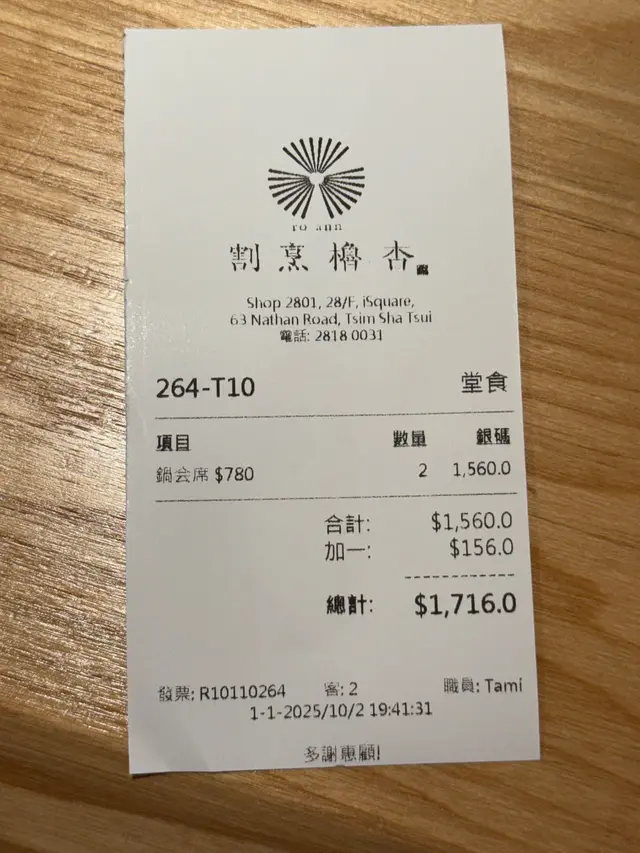 ro ann
割烹櫓杏
Shop 2801, 28/F, iSquare,
63 Nathan Road, Tsim Sha Tsui
電話: 2818 0031
264-T10 堂食
項目 數量 銀碼
鍋会席 $780 2 1,560.0
合計: $1,560.0
加一: $156.0
總計: $1,716.0
發票: R10110264 客: 2 職員: Tami
1-1-2025/10/2 19:41:31
多謝惠顧!